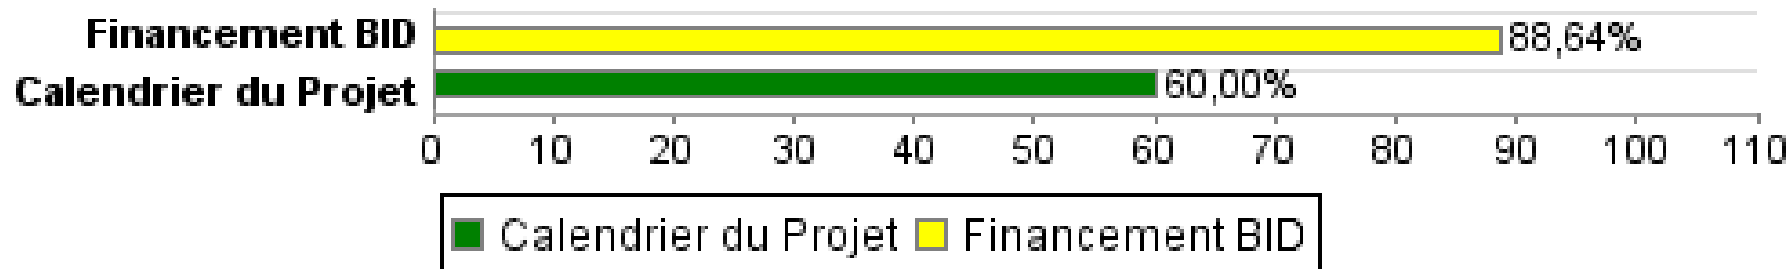 Financement BID 88,64%
Calendrier du Projet 60,00%
0 10 20 30 40 50 60 70 80 90 100 110
Calendrier du Projet Financement BID